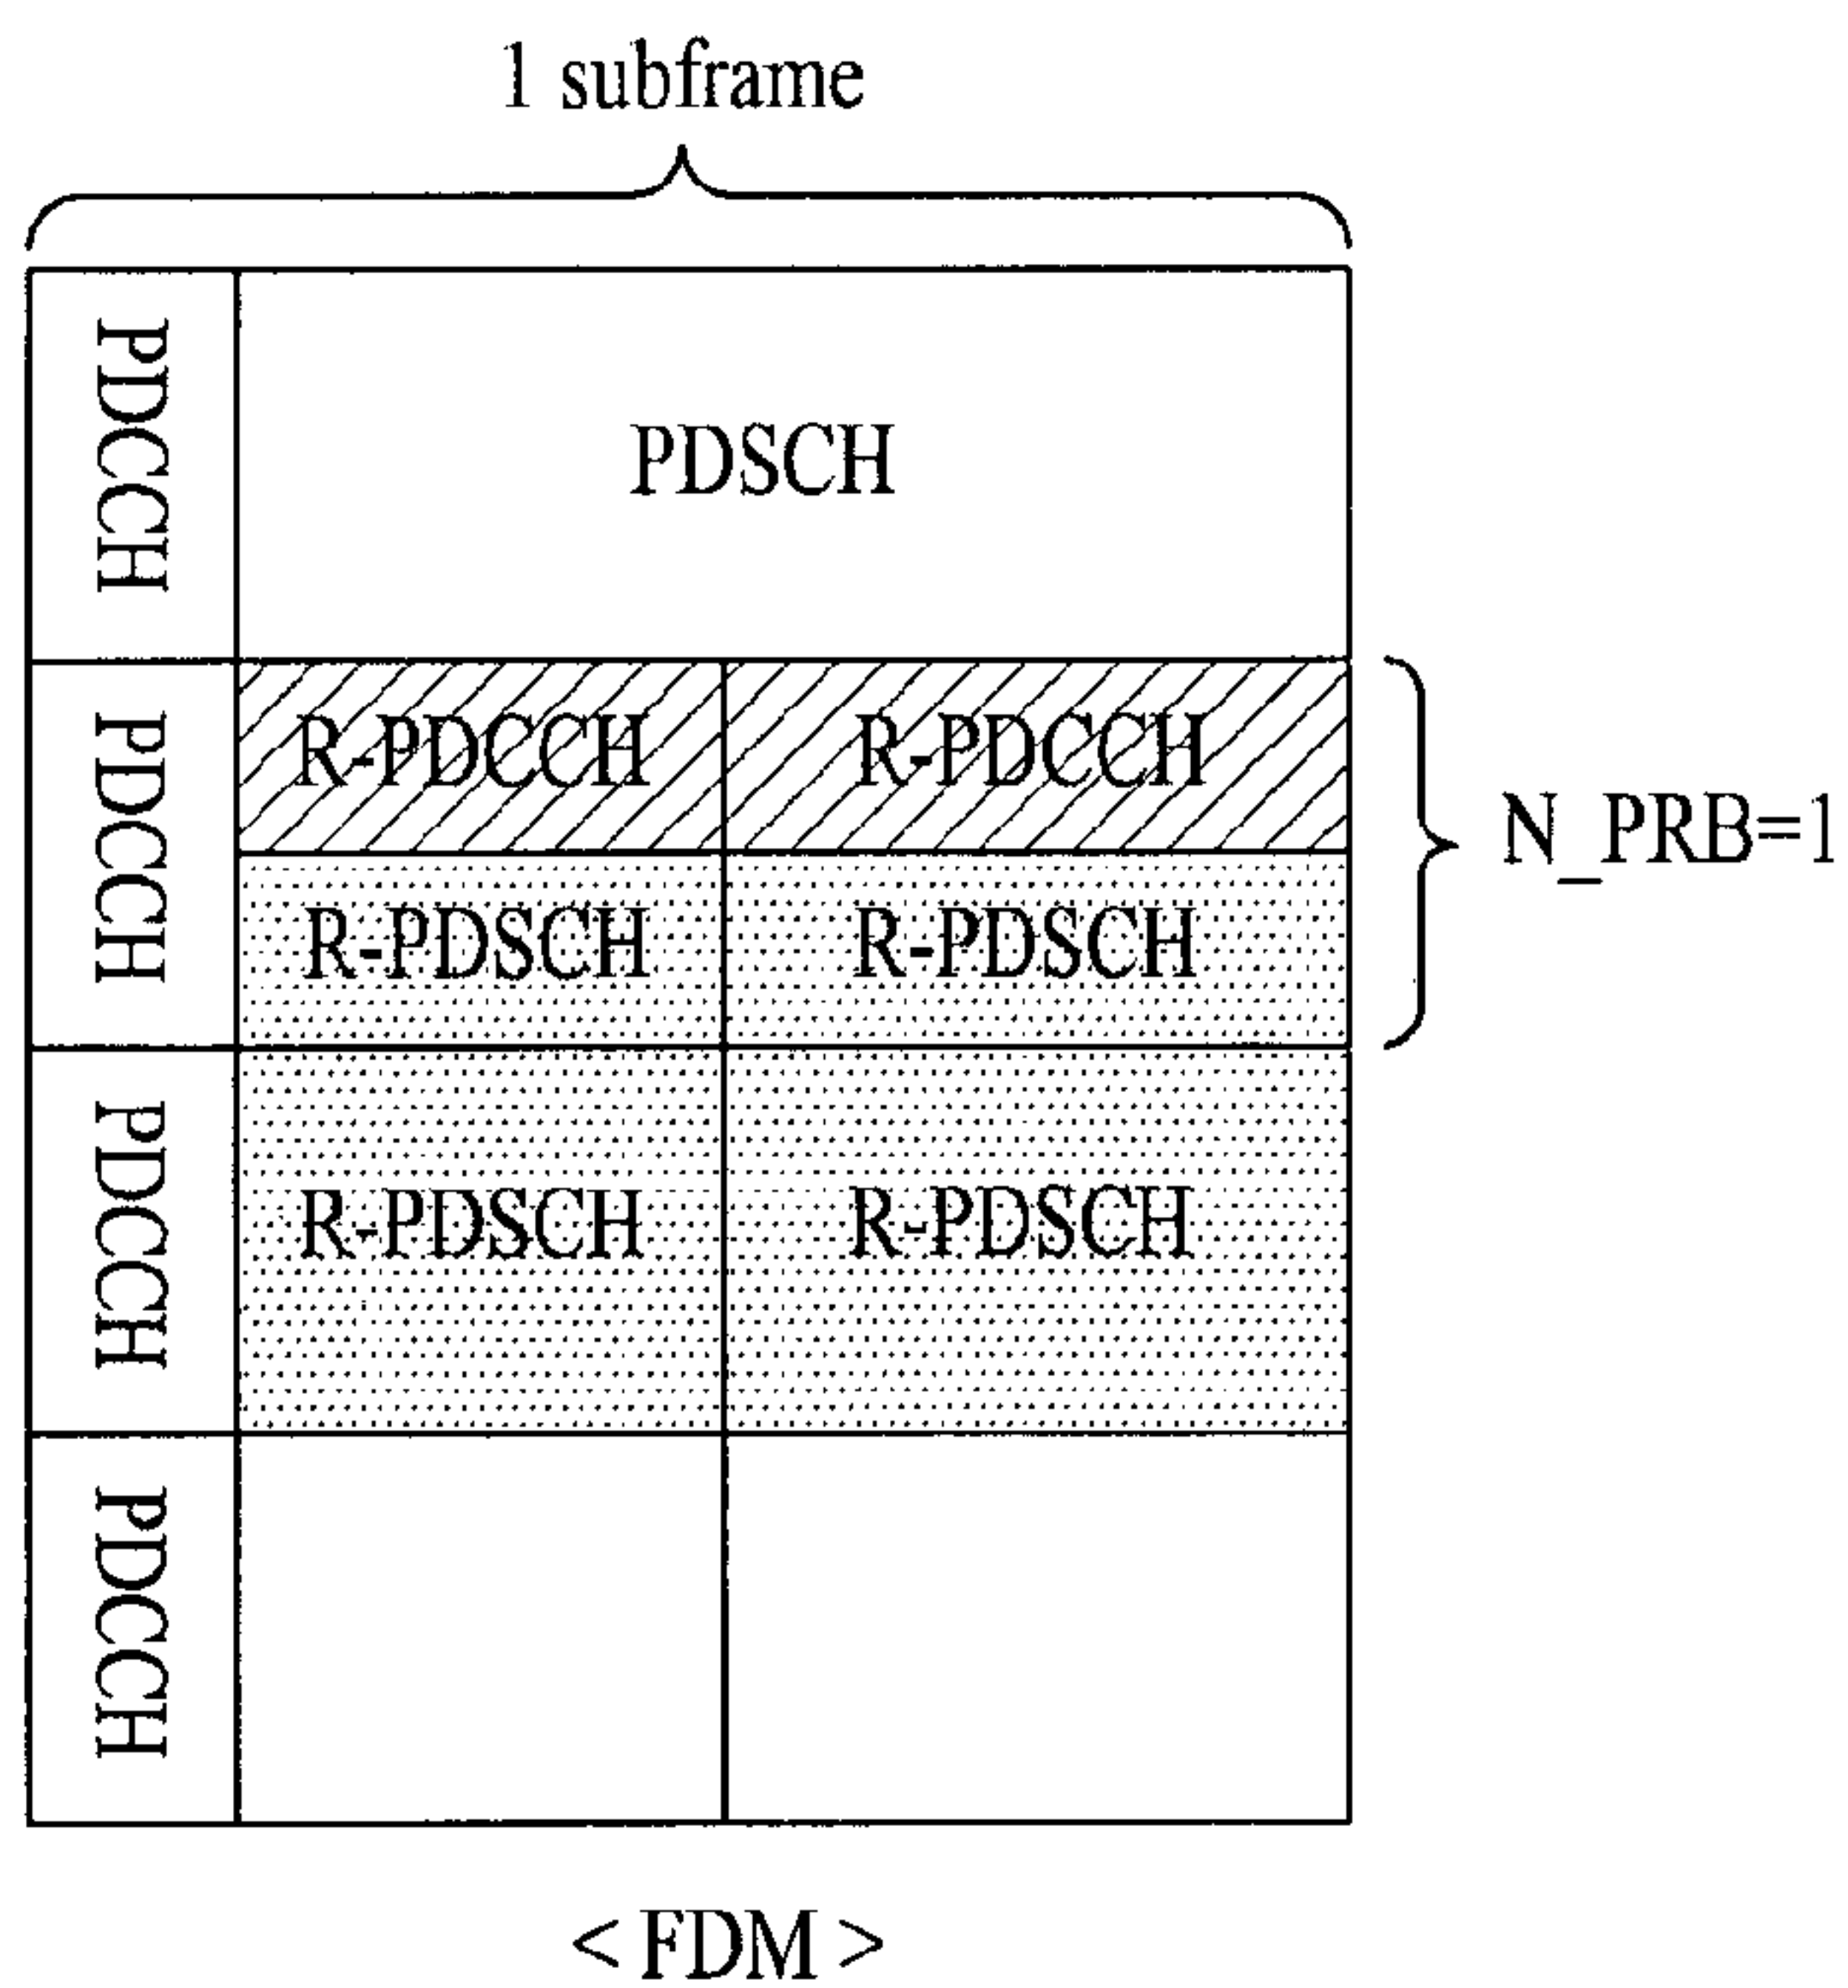 1 subframe
PDCCH
PDSCH
PDCCH
R-PDCCH
R-PDCCH
N_PRB=1
R-PDSCH
R-PDSCH
PDCCH
R-PDSCH
R-PDSCH
PDCCH
< FDM >